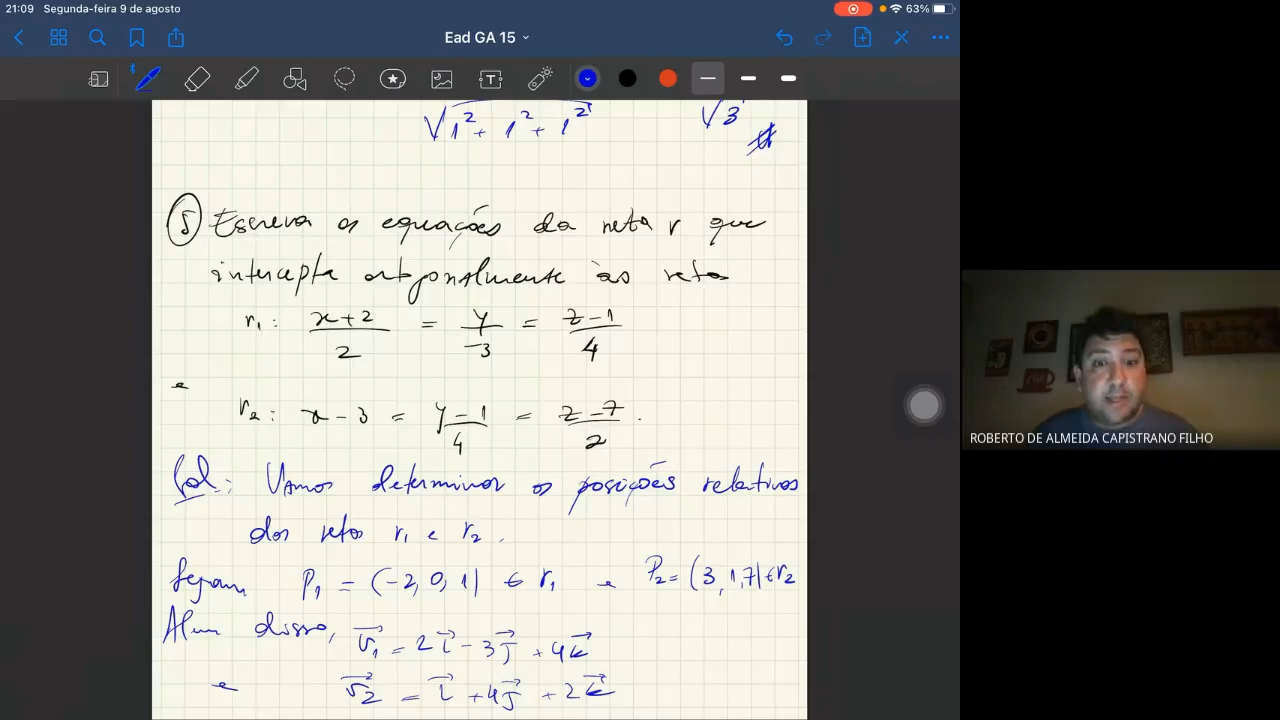 21:09 Segunda-feira 9 de agosto
63%
Ead GA 15
√1² + 1² + 1²
√3
5 Escreva as equações da reta r que
intercepta ortogonalmente às retas
r₁: (x+2)/2 = y/-3 = (z-1)/4
e
r₂: x-3 = (y-1)/4 = (z-7)/2.
Sol.: Vamos determinar as posições relativas
das retas r₁ e r₂.
Sejam P₁ = (-2, 0, 1) ∈ r₁ e P₂ = (3, 1, 7) ∈ r₂
Alem disso, v⃗₁ = 2i⃗ - 3j⃗ + 4k⃗
e v⃗₂ = i⃗ + 4j⃗ + 2k⃗
ROBERTO DE ALMEIDA CAPISTRANO FILHO